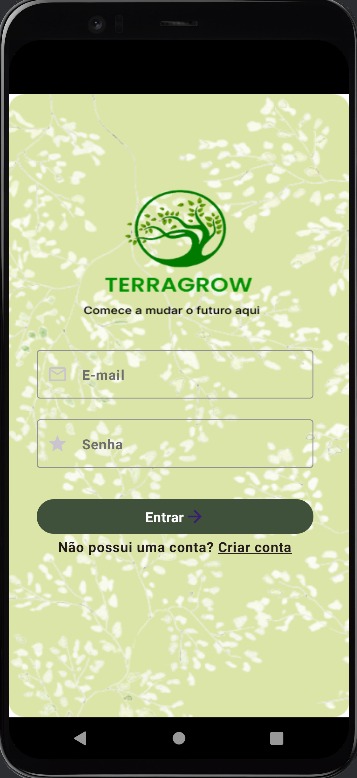 TERRAGROW
Comece a mudar o futuro aqui
E-mail
Senha
Entrar
Não possui uma conta? Criar conta